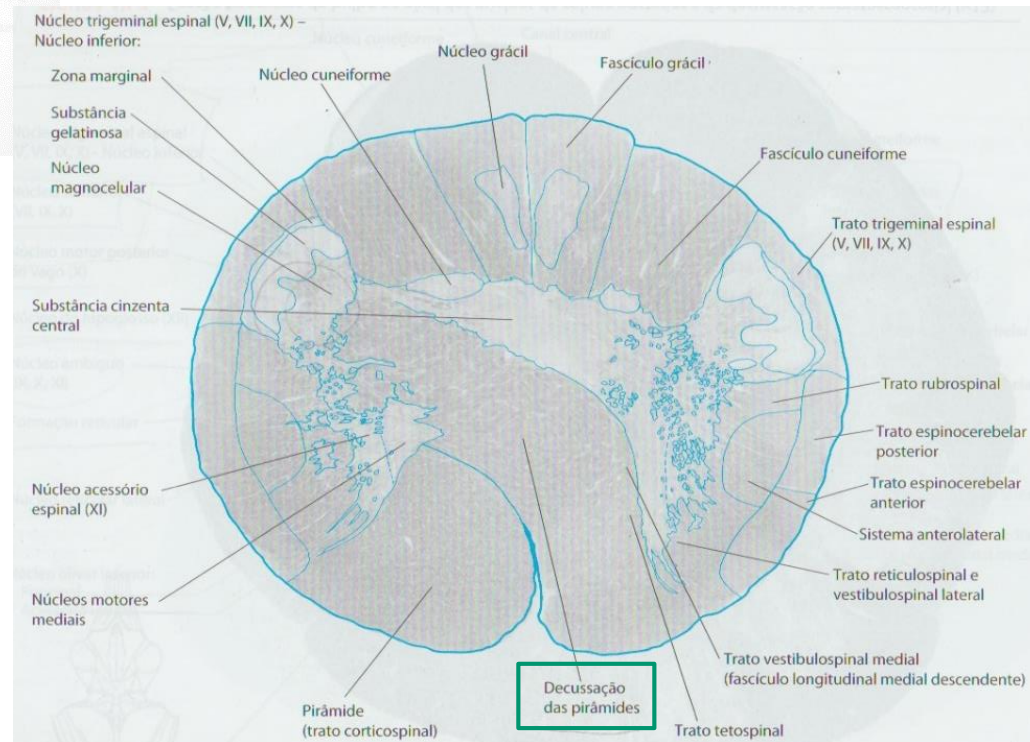 Núcleo trigeminal espinal (V, VII, IX, X) –
Núcleo inferior:
Zona marginal
Substância
gelatinosa
Núcleo
magnocelular
Núcleo cuneiforme
Núcleo grácil
Fascículo grácil
Fascículo cuneiforme
Trato trigeminal espinal
(V, VII, IX, X)
Substância cinzenta
central
Trato rubrospinal
Trato espinocerebelar
posterior
Trato espinocerebelar
anterior
Sistema anterolateral
Trato reticulospinal e
vestibulospinal lateral
Núcleo acessório
espinal (XI)
Núcleos motores
mediais
Trato vestibulospinal medial
(fascículo longitudinal medial descendente)
Pirâmide
(trato corticospinal)
Decussação
das pirâmides
Trato tetospinal